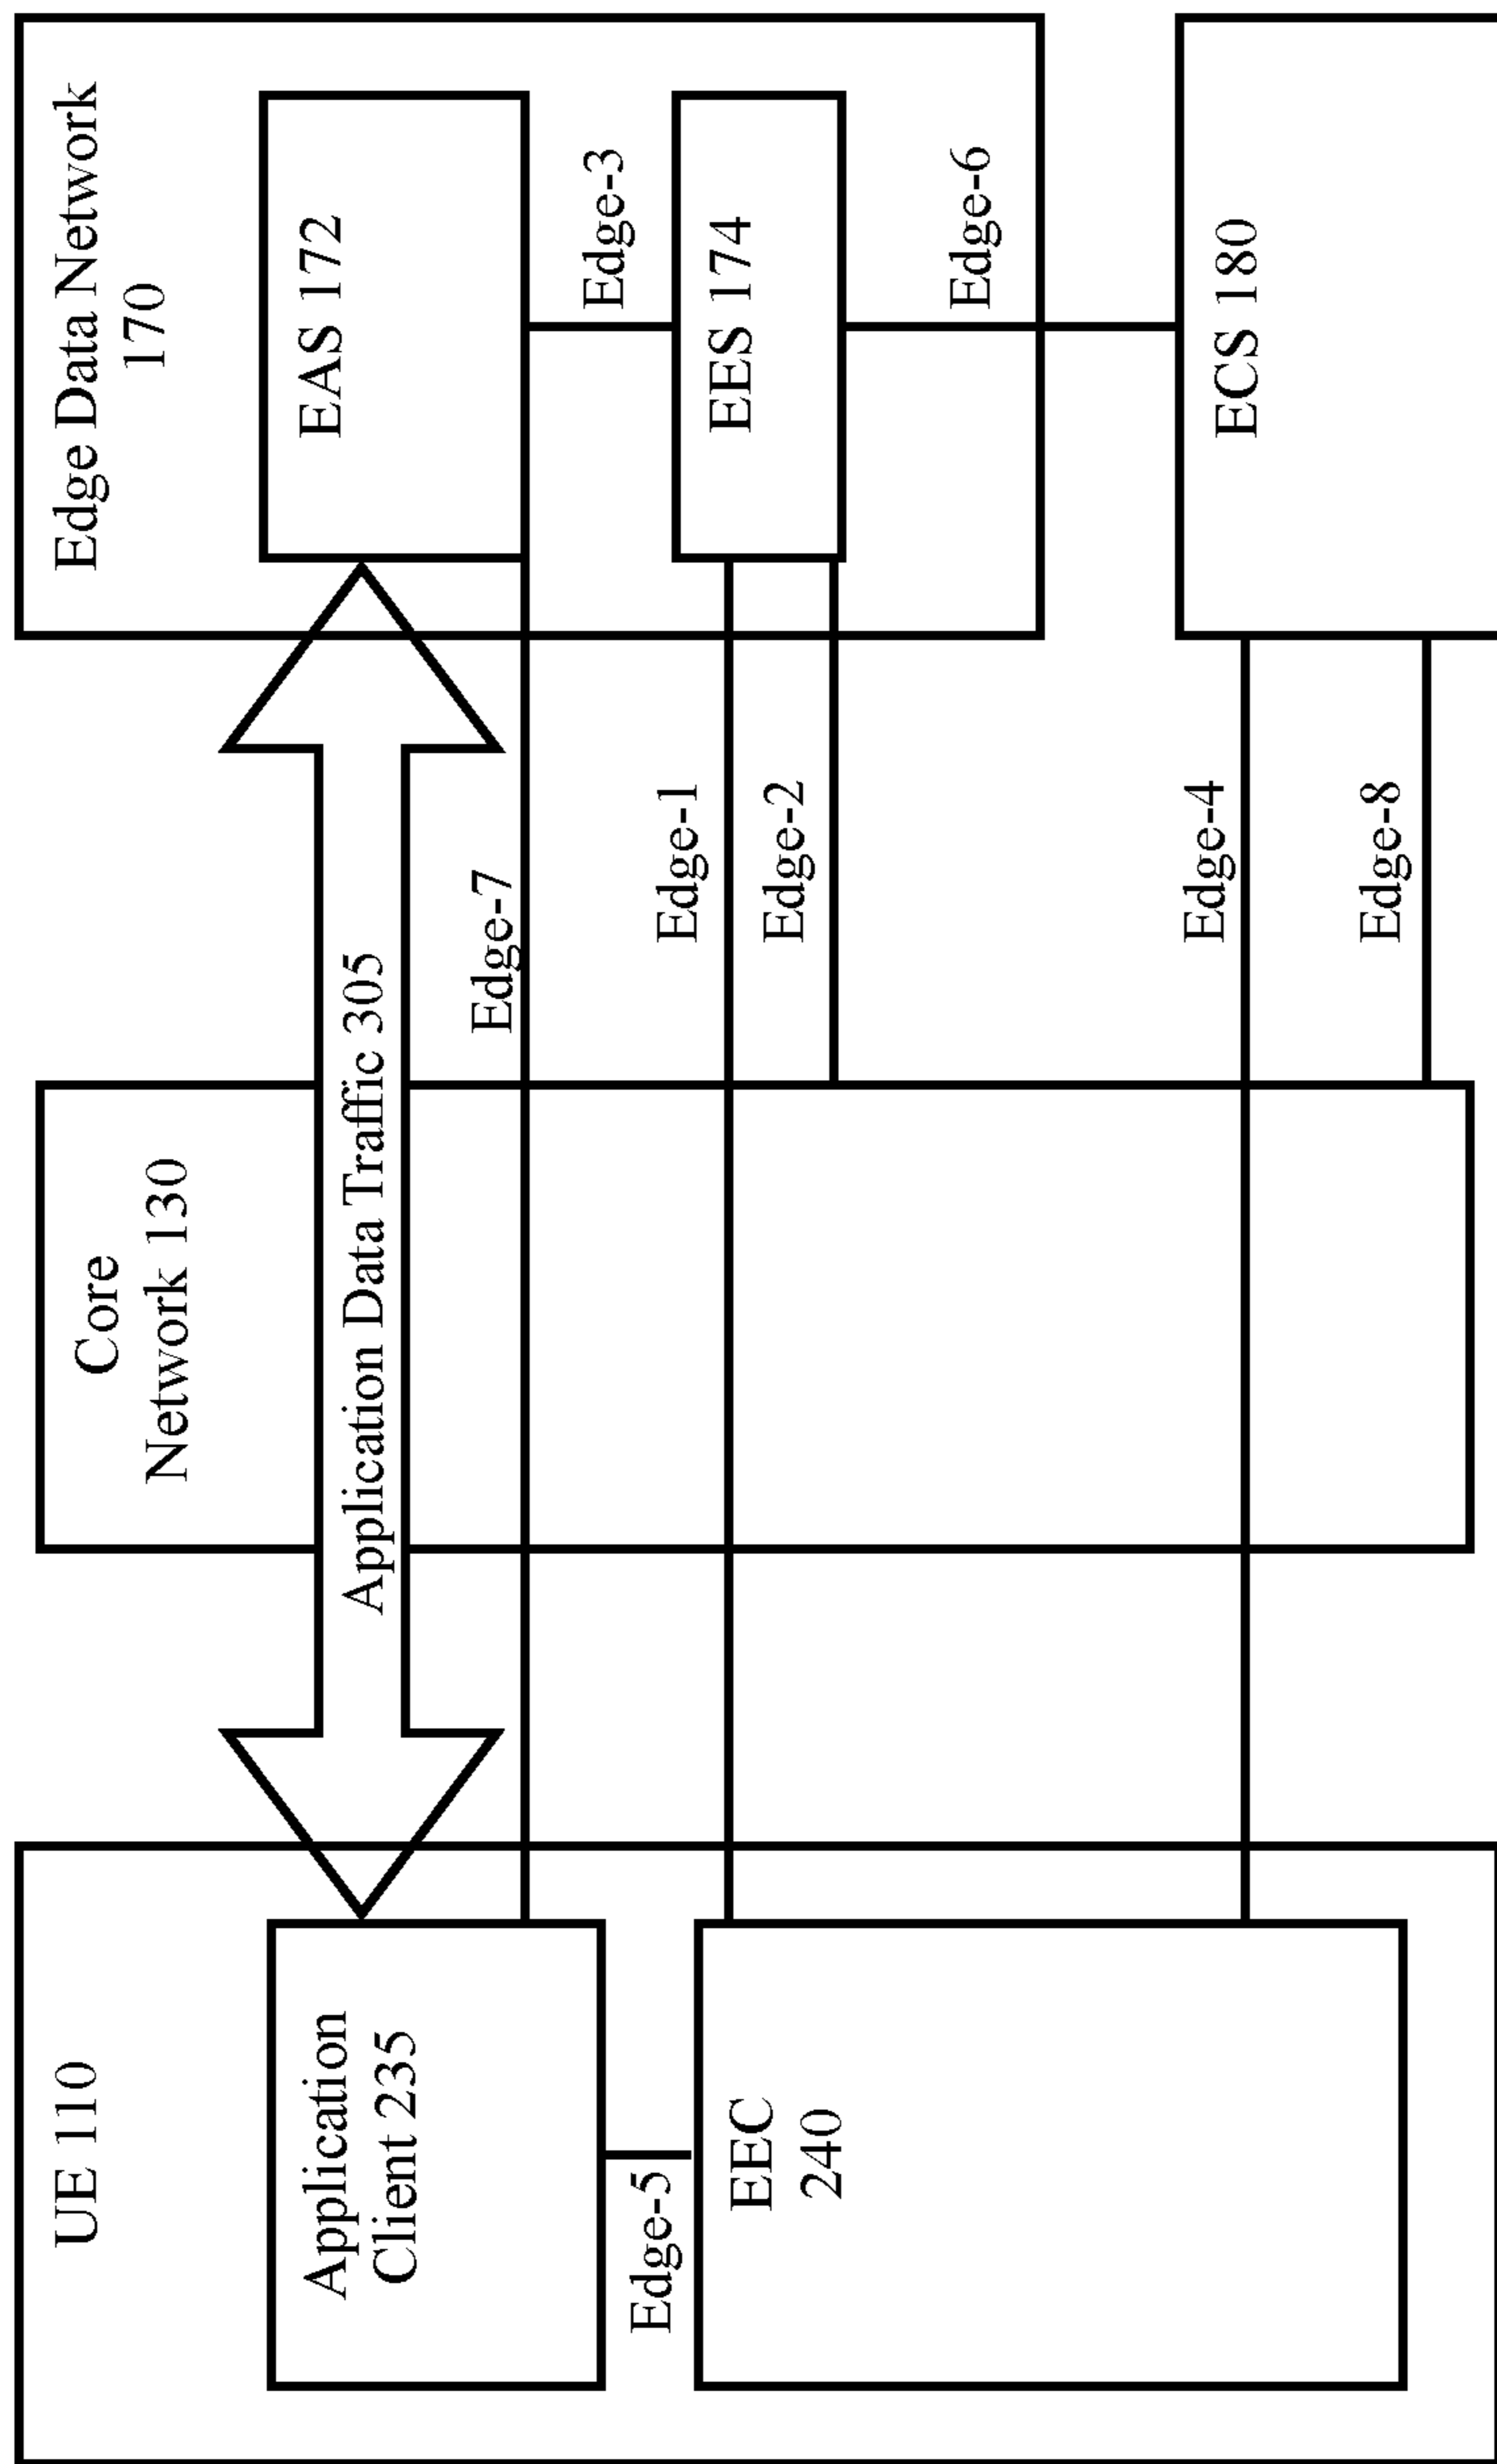 UE 110
Application
Client 235
Edge-5
EEC
240
Core
Network 130
Application Data Traffic 305
Edge-7
Edge-1
Edge-2
Edge-4
Edge-8
Edge Data Network
170
EAS 172
Edge-3
EES 174
Edge-6
ECS 180